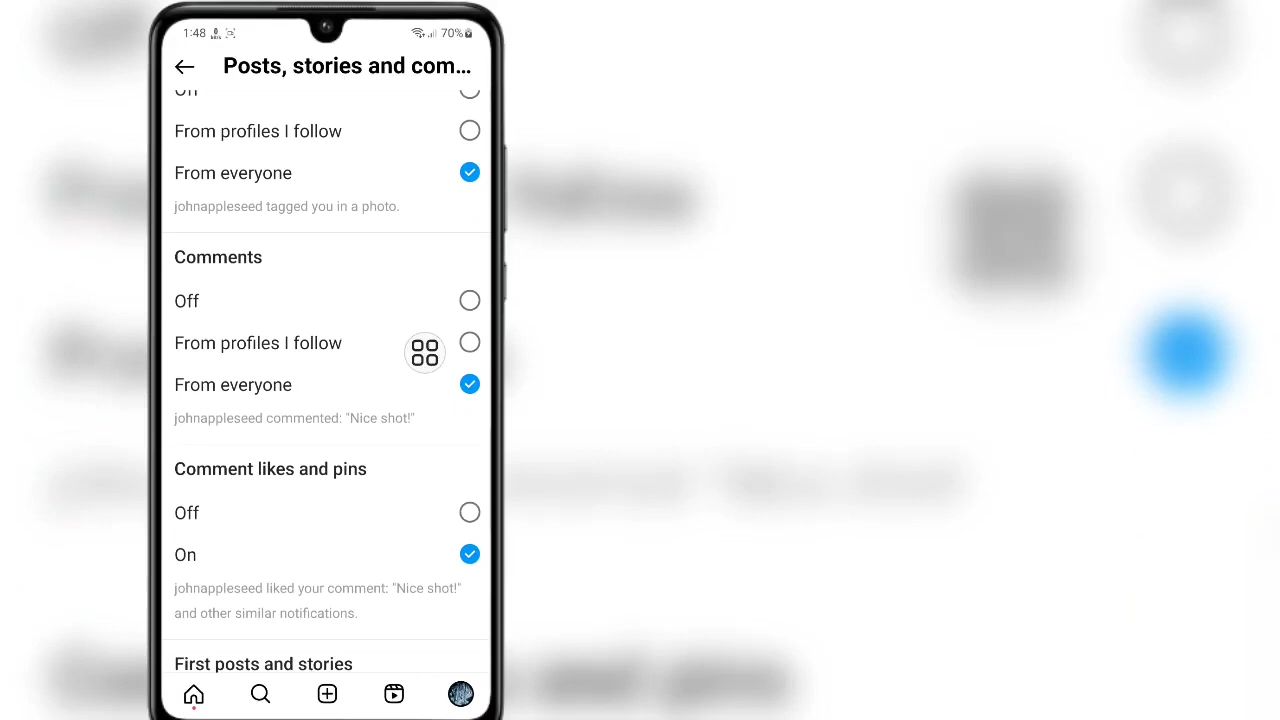 1:48
70%
Posts, stories and com...
Off
From profiles I follow
From everyone
johnappleseed tagged you in a photo.
Comments
Off
From profiles I follow
From everyone
johnappleseed commented: "Nice shot!"
Comment likes and pins
Off
On
johnappleseed liked your comment: "Nice shot!"
and other similar notifications.
First posts and stories